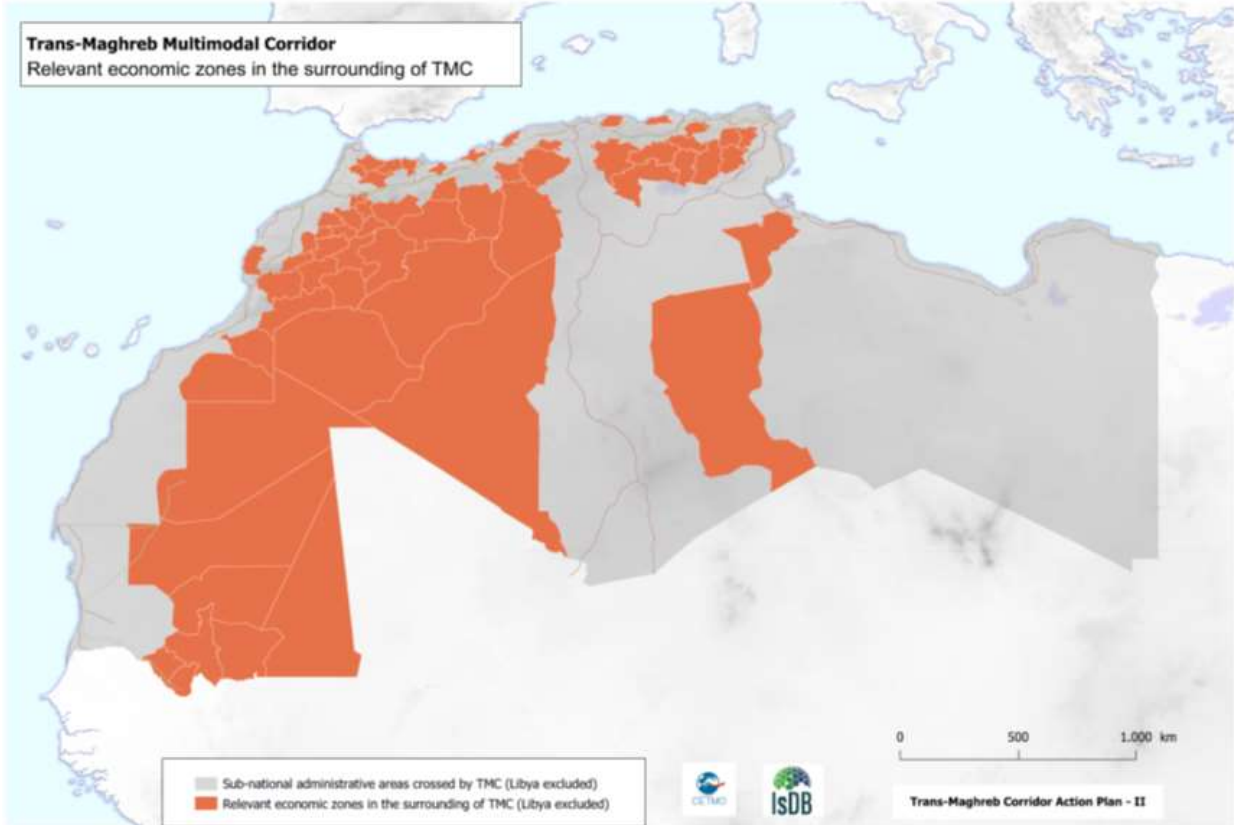 Trans-Maghreb Multimodal Corridor
Relevant economic zones in the surrounding of TMC
0 500 1.000 km
Sub-national administrative areas crossed by TMC (Libya excluded)
Relevant economic zones in the surrounding of TMC (Libya excluded)
CETMO
IsDB
Trans-Maghreb Corridor Action Plan - II